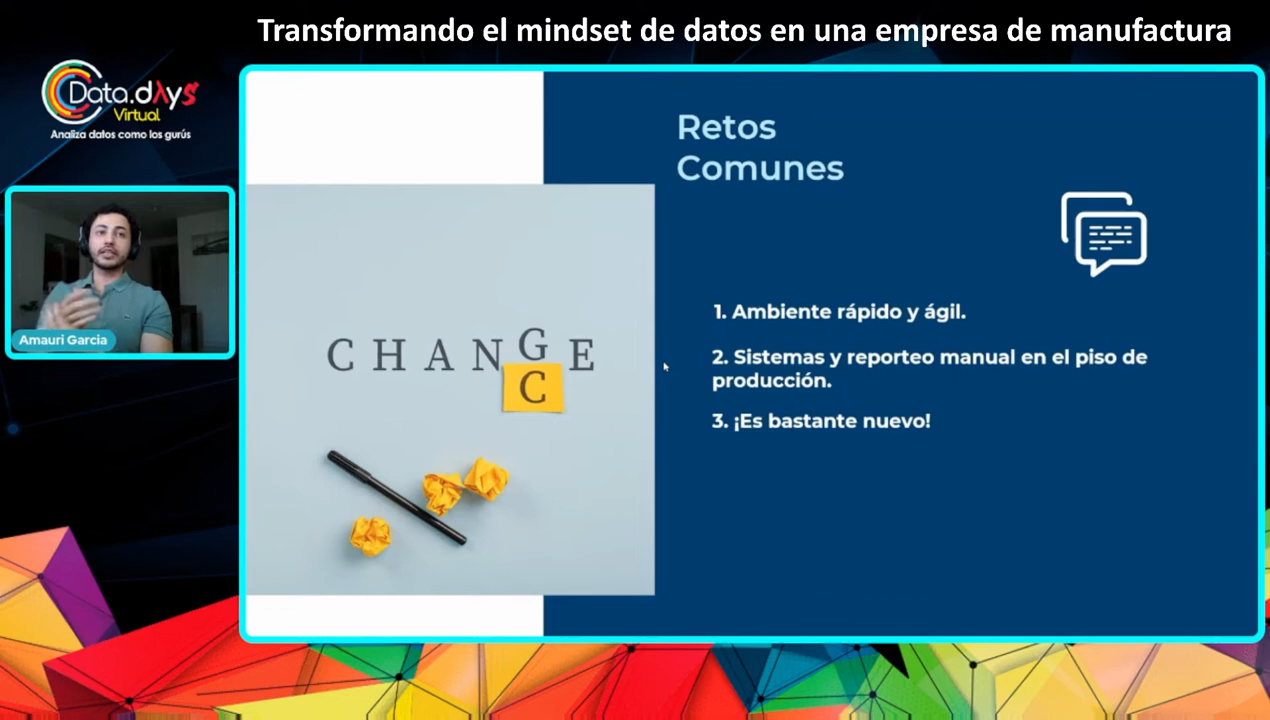 Transformando el mindset de datos en una empresa de manufactura
Data.dAys
Virtual
Analiza datos como los gurús
Amauri Garcia
Retos
Comunes
CHANGE
C
1. Ambiente rápido y ágil.
2. Sistemas y reporteo manual en el piso de
producción.
3. ¡Es bastante nuevo!